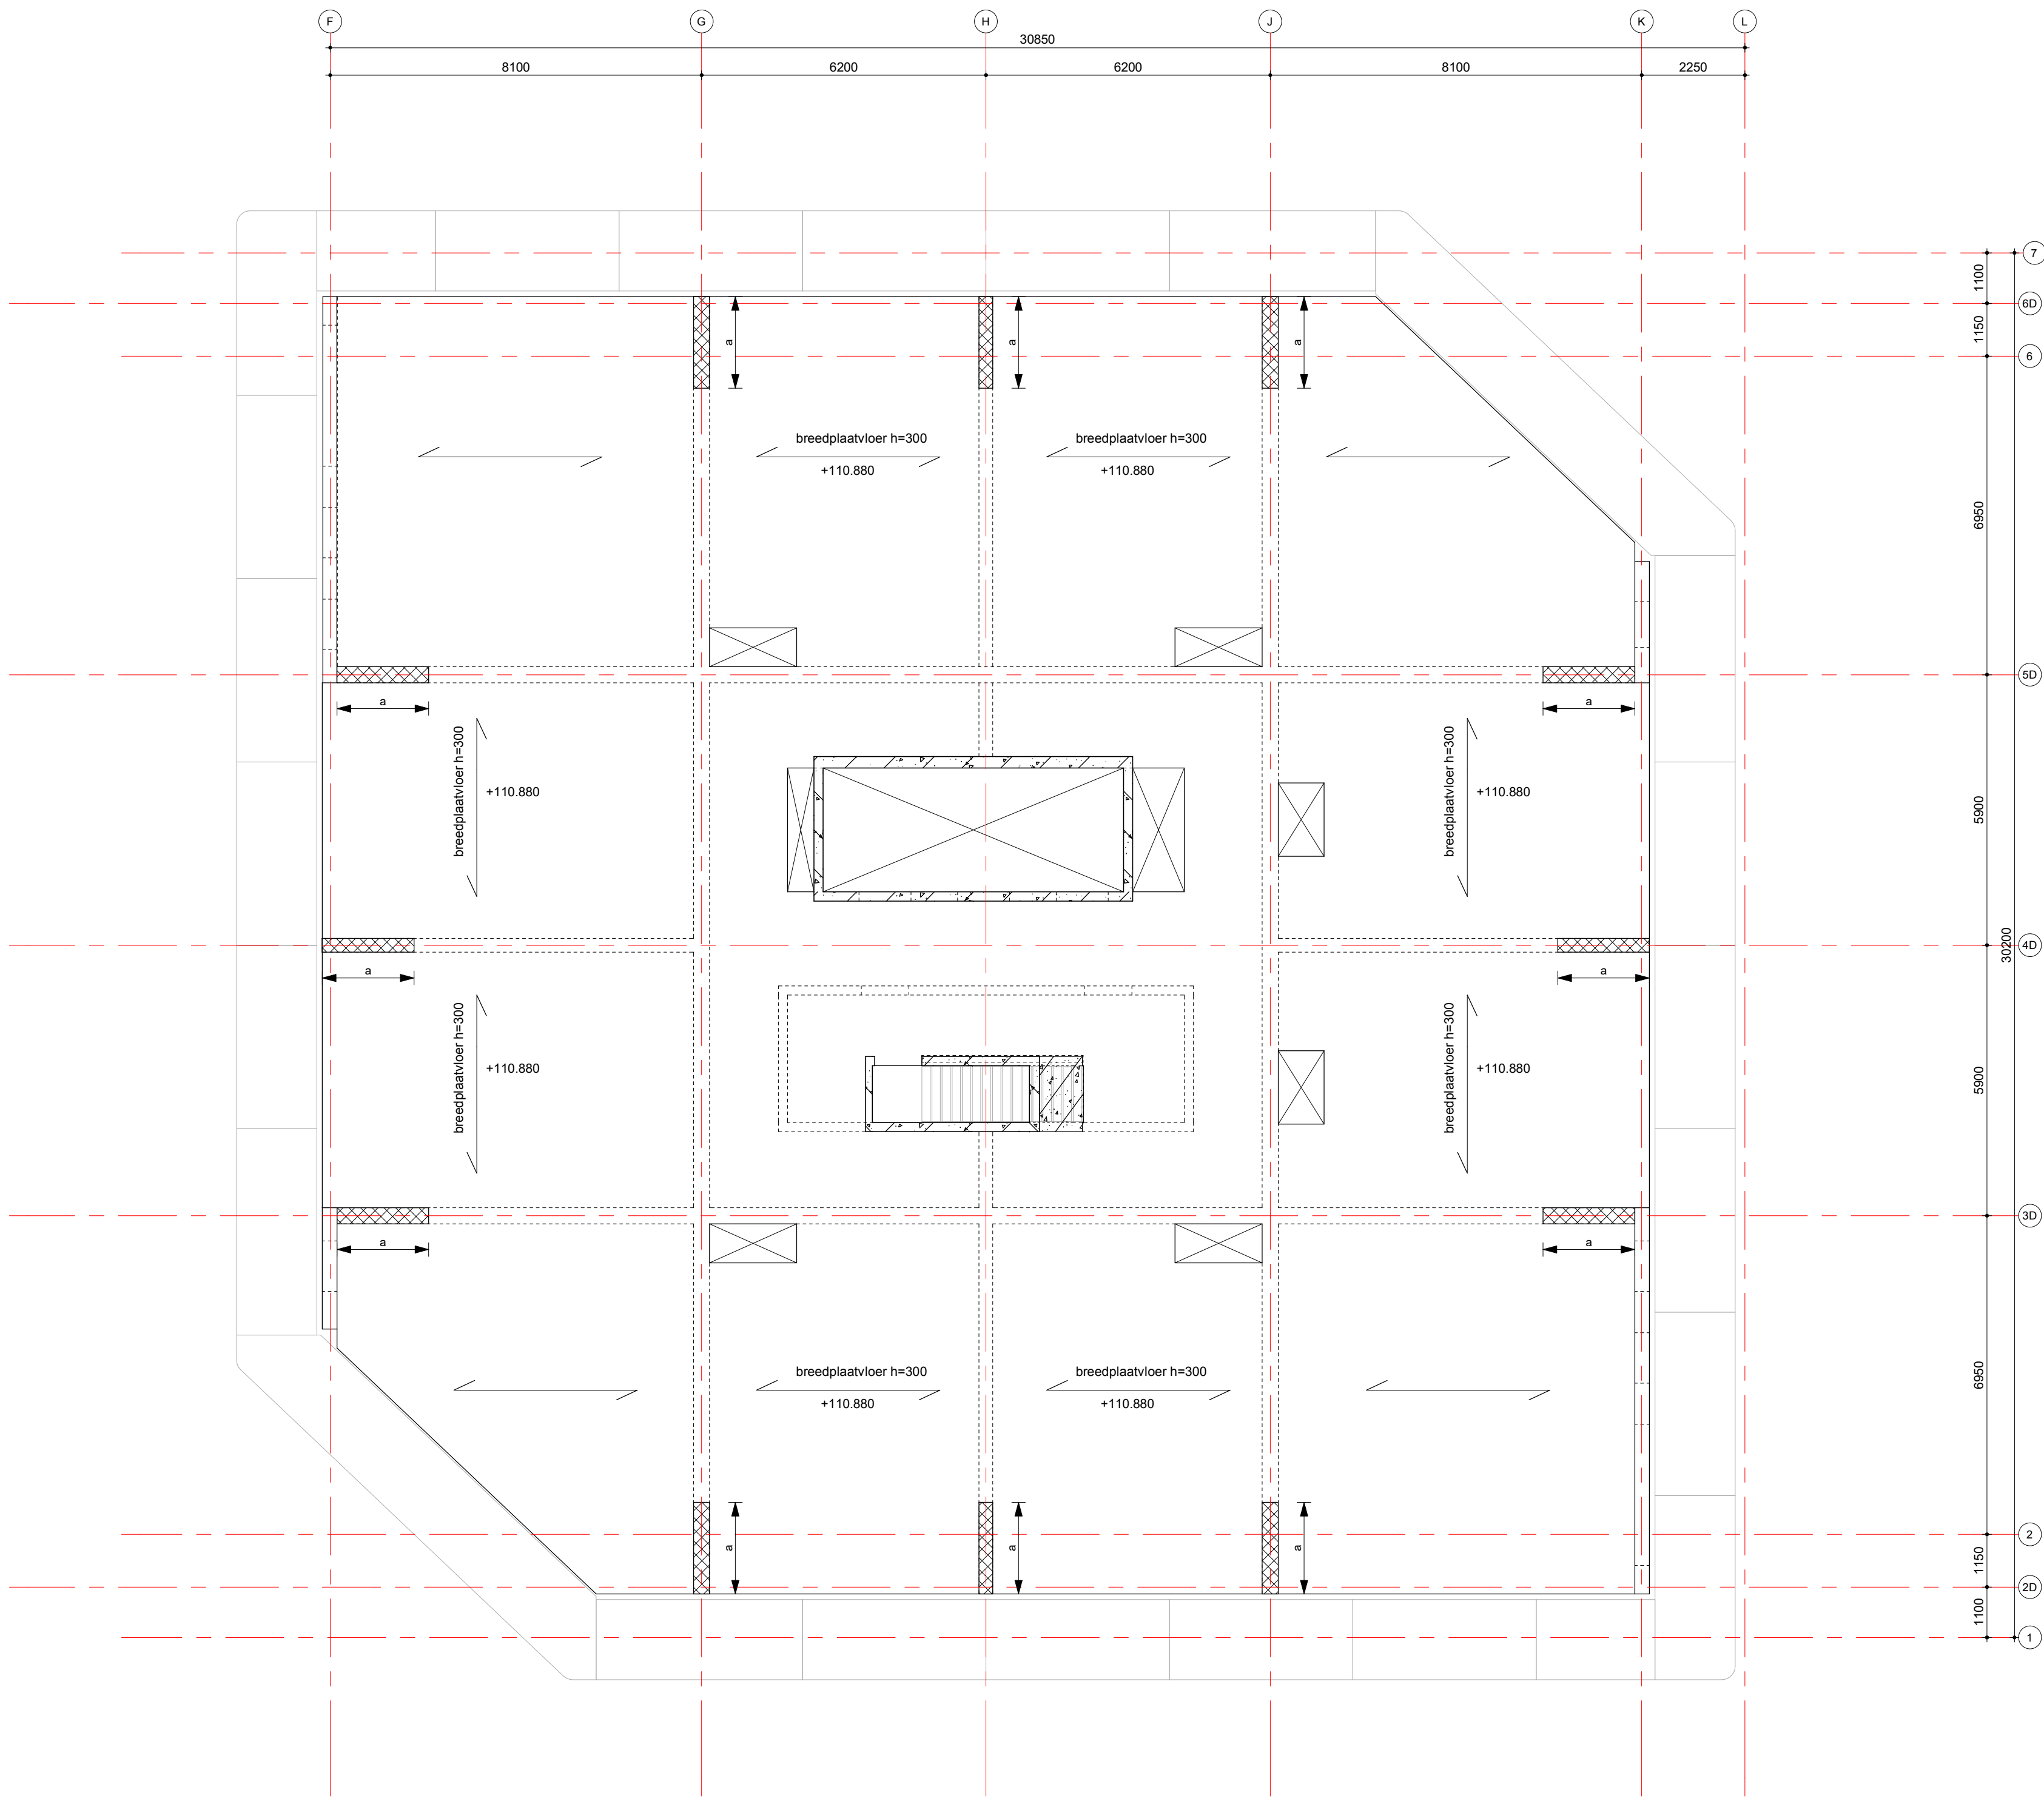 F G H J K L
30850
8100 6200 6200 8100 2250
7
1100
6D
1150
6
a a a
breedplaatvloer h=300 breedplaatvloer h=300
+110.880 +110.880
6950
5D
a a
breedplaatvloer h=300
+110.880
breedplaatvloer h=300
+110.880
5900
4D
30200
a a
breedplaatvloer h=300
+110.880
breedplaatvloer h=300
+110.880
5900
3D
a a
breedplaatvloer h=300 breedplaatvloer h=300
+110.880 +110.880
6950
2
a a a
1150
2D
1100
1